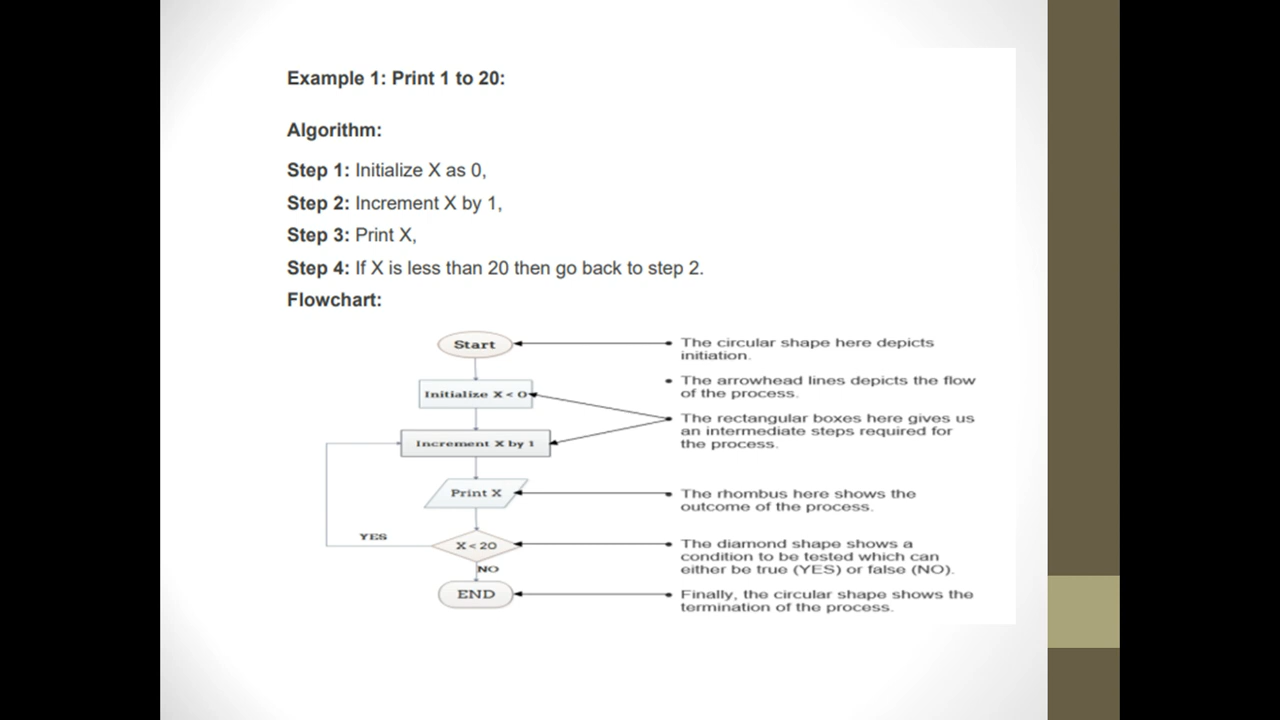 Example 1: Print 1 to 20:
Algorithm:
Step 1: Initialize X as 0,
Step 2: Increment X by 1,
Step 3: Print X,
Step 4: If X is less than 20 then go back to step 2.
Flowchart:
Start
Initialize X < 0
Increment X by 1
Print X
YES
X < 20
NO
END
• The circular shape here depicts
initiation.
• The arrowhead lines depicts the flow
of the process.
• The rectangular boxes here gives us
an intermediate steps required for
the process.
• The rhombus here shows the
outcome of the process.
• The diamond shape shows a
condition to be tested which can
either be true (YES) or false (NO).
• Finally, the circular shape shows the
termination of the process.